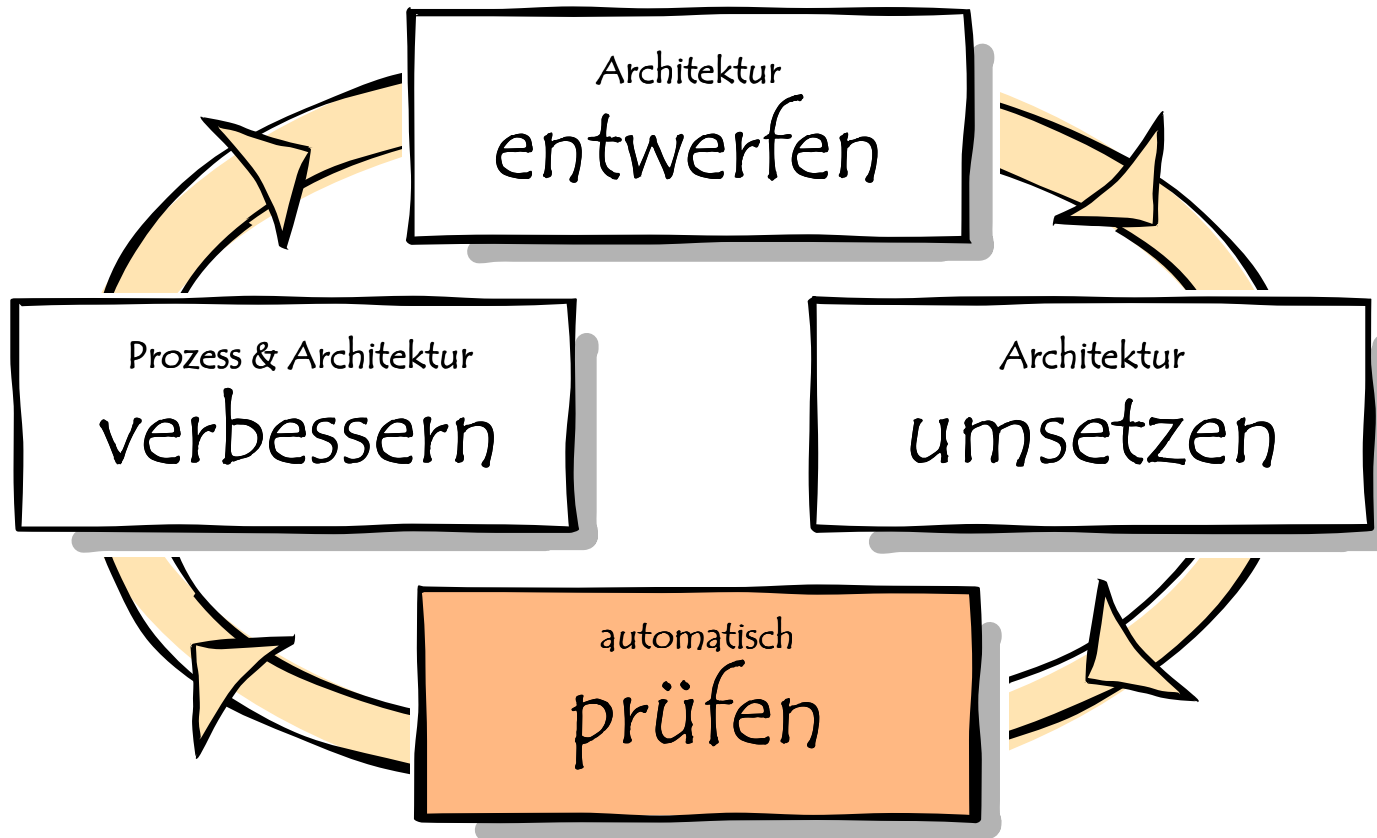 Architektur
entwerfen
Prozess & Architektur
verbessern
Architektur
umsetzen
automatisch
prüfen